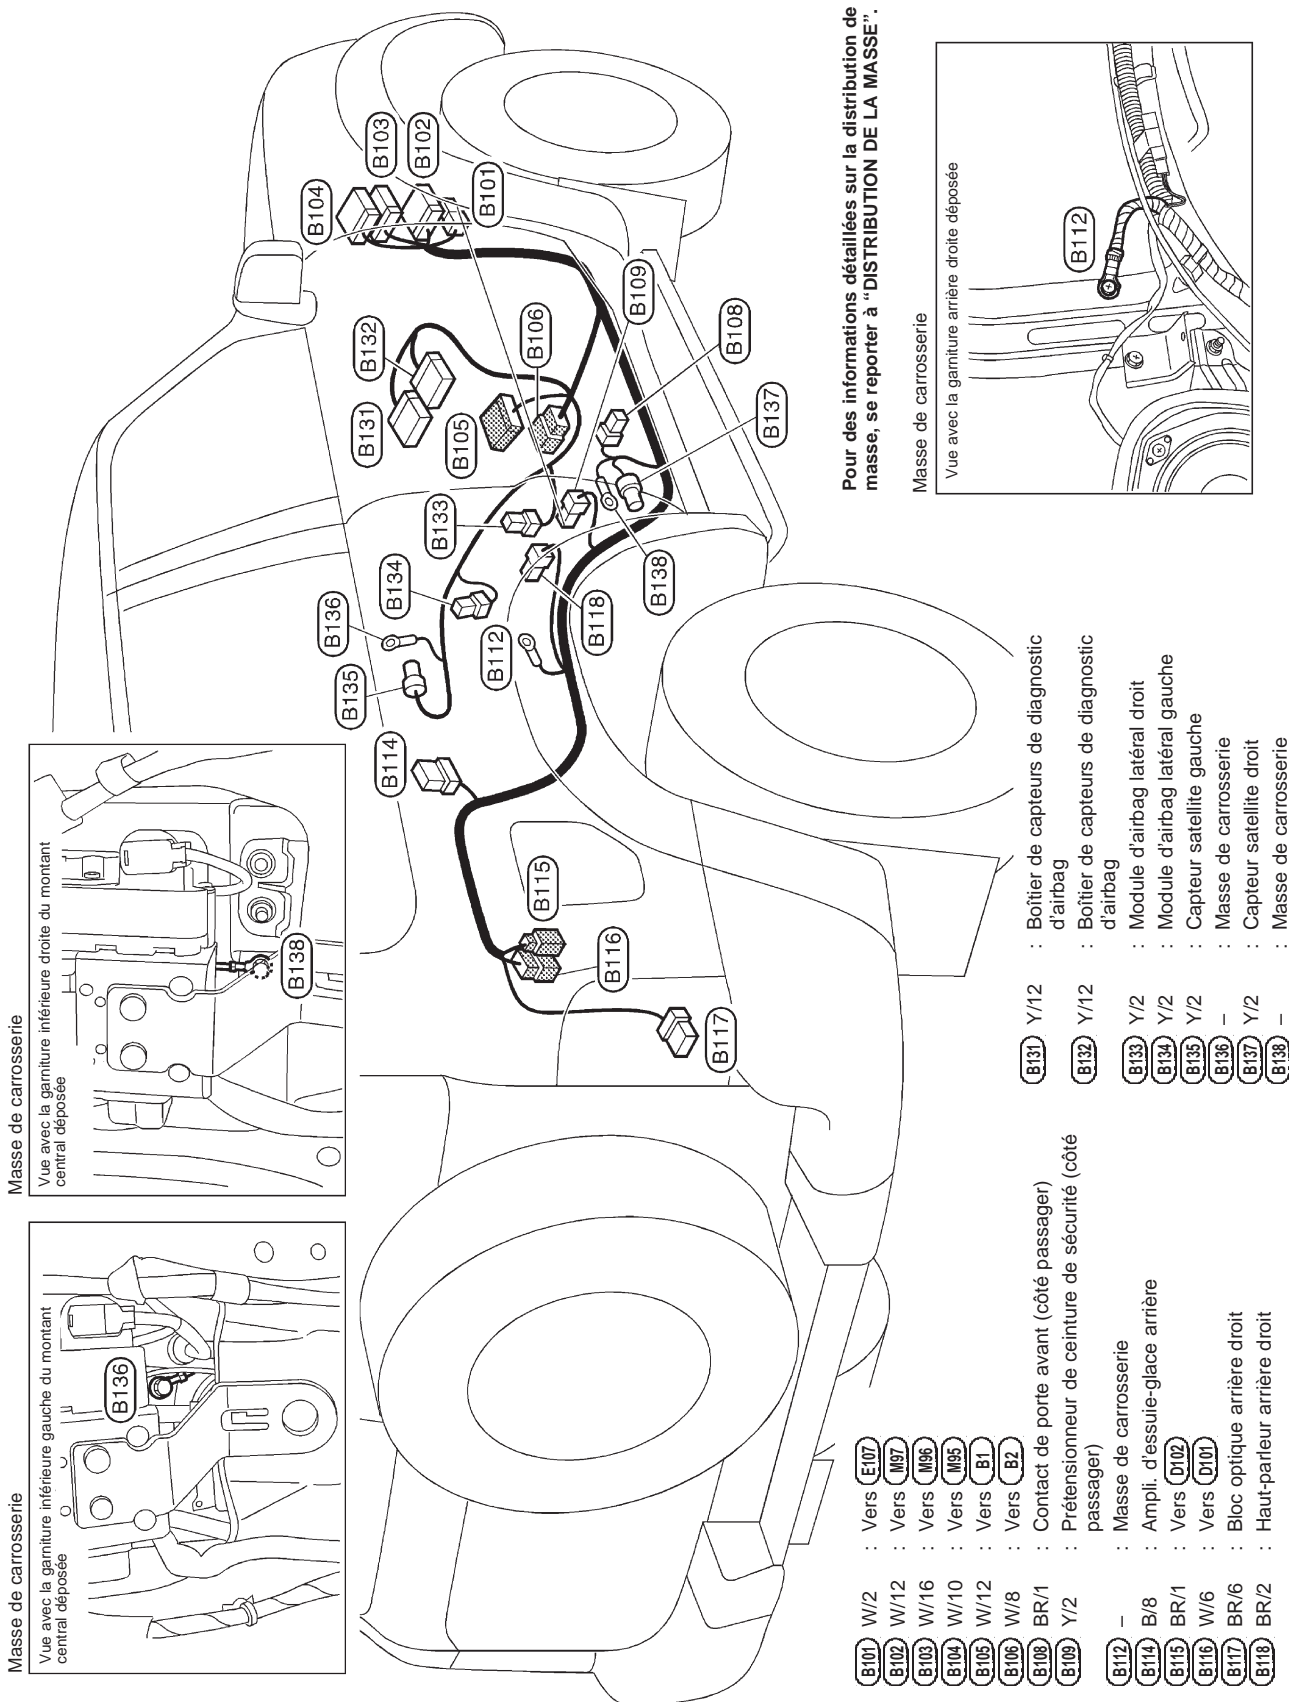 Masse de carrosserie
Vue avec la garniture inférieure gauche du montant
central déposée
B136
Masse de carrosserie
Vue avec la garniture inférieure droite du montant
central déposée
B138
B104
B103
B102
B101
B132
B131
B106
B105
B109
B108
B137
B133
B134
B136
B135
B112
B118
B138
B114
B115
B116
B117
Pour des informations détaillées sur la distribution de
masse, se reporter à “DISTRIBUTION DE LA MASSE”.
Masse de carrosserie
Vue avec la garniture arrière droite déposée
B112
B101 W/2 : Vers E107
B102 W/12 : Vers M97
B103 W/16 : Vers M96
B104 W/10 : Vers M95
B105 W/12 : Vers B1
B106 W/8 : Vers B2
B108 BR/1 : Contact de porte avant (côté passager)
B109 Y/2 : Prétensionneur de ceinture de sécurité (côté
passager)
B112 – : Masse de carrosserie
B114 B/8 : Ampli. d'essuie-glace arrière
B115 BR/1 : Vers D102
B116 W/6 : Vers D101
B117 BR/6 : Bloc optique arrière droit
B118 BR/2 : Haut-parleur arrière droit
B131 Y/12 : Boîtier de capteurs de diagnostic
d'airbag
B132 Y/12 : Boîtier de capteurs de diagnostic
d'airbag
B133 Y/2 : Module d'airbag latéral droit
B134 Y/2 : Module d'airbag latéral gauche
B135 Y/2 : Capteur satellite gauche
B136 – : Masse de carrosserie
B137 Y/2 : Capteur satellite droit
B138 – : Masse de carrosserie